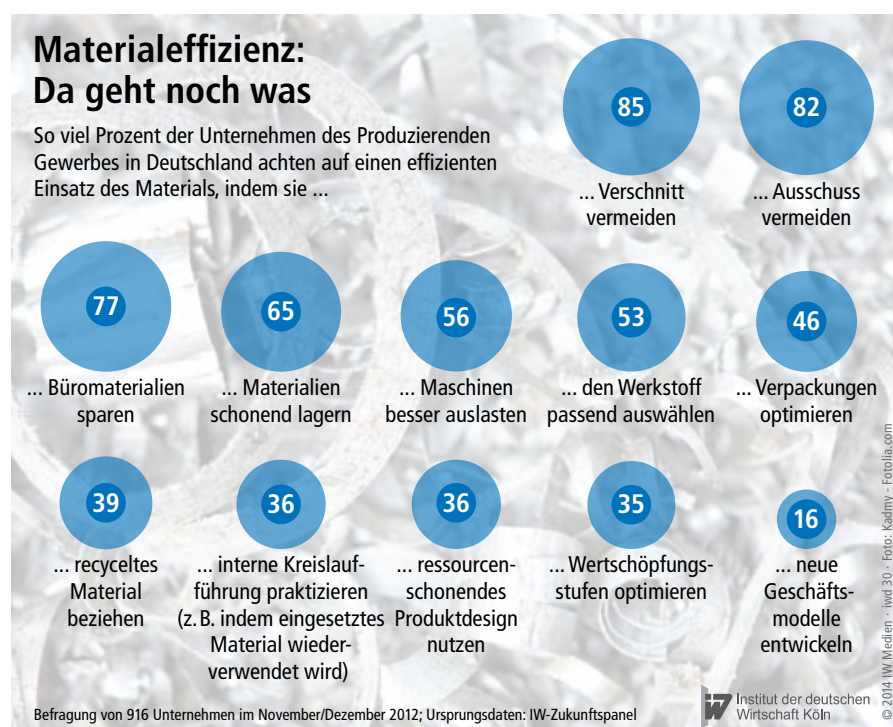 Materialeffizienz:
Da geht noch was
So viel Prozent der Unternehmen des Produzierenden
Gewerbes in Deutschland achten auf einen effizienten
Einsatz des Materials, indem sie ...
85
... Verschnitt
vermeiden
82
... Ausschuss
vermeiden
77
... Büromaterialien
sparen
65
... Materialien
schonend lagern
56
... Maschinen
besser auslasten
53
... den Werkstoff
passend auswählen
46
... Verpackungen
optimieren
39
... recyceltes
Material
beziehen
36
... interne Kreislauf-
führung praktizieren
(z. B. indem eingesetztes
Material wieder-
verwendet wird)
36
... ressourcen-
schonendes
Produktdesign
nutzen
35
... Wertschöpfungs-
stufen optimieren
16
... neue
Geschäfts-
modelle
entwickeln
Befragung von 916 Unternehmen im November/Dezember 2012; Ursprungsdaten: IW-Zukunftspanel
iw
Institut der deutschen
Wirtschaft Köln
©2014 IW Medien · iwd 30 · Foto: Kadmy - Fotolia.com